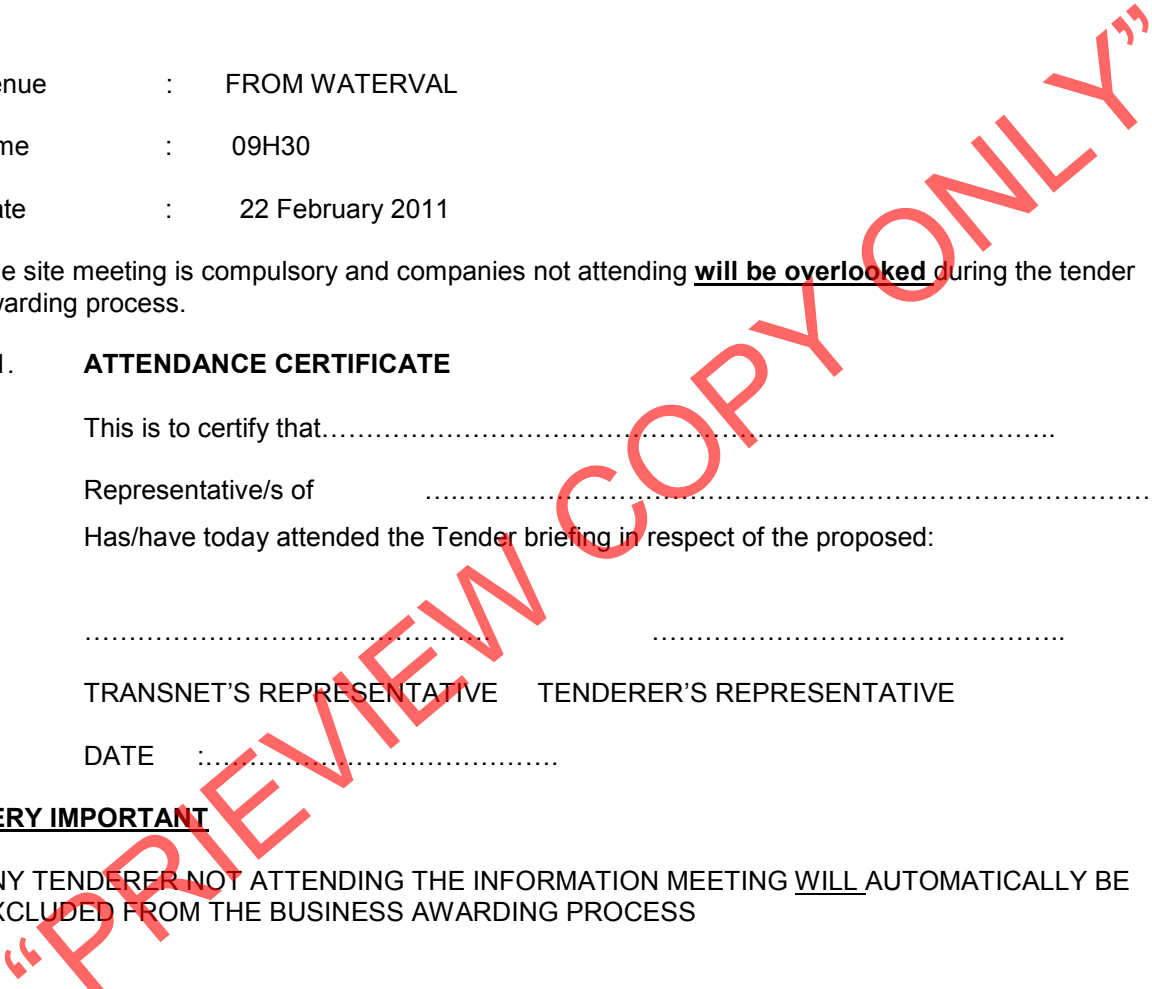 enue : FROM WATERVAL
me : 09H30
ate : 22 February 2011
e site meeting is compulsory and companies not attending will be overlooked during the tender
warding process.
1. ATTENDANCE CERTIFICATE
This is to certify that…………………………………………………………………………..
Representative/s of ….……………………………………………………………………
Has/have today attended the Tender briefing in respect of the proposed:
………………………………………. ………………………………………..
TRANSNET'S REPRESENTATIVE TENDERER'S REPRESENTATIVE
DATE :………………………………….
ERY IMPORTANT
NY TENDERER NOT ATTENDING THE INFORMATION MEETING WILL AUTOMATICALLY BE
XCLUDED FROM THE BUSINESS AWARDING PROCESS
“PRIEVIEW COPY ONLY”